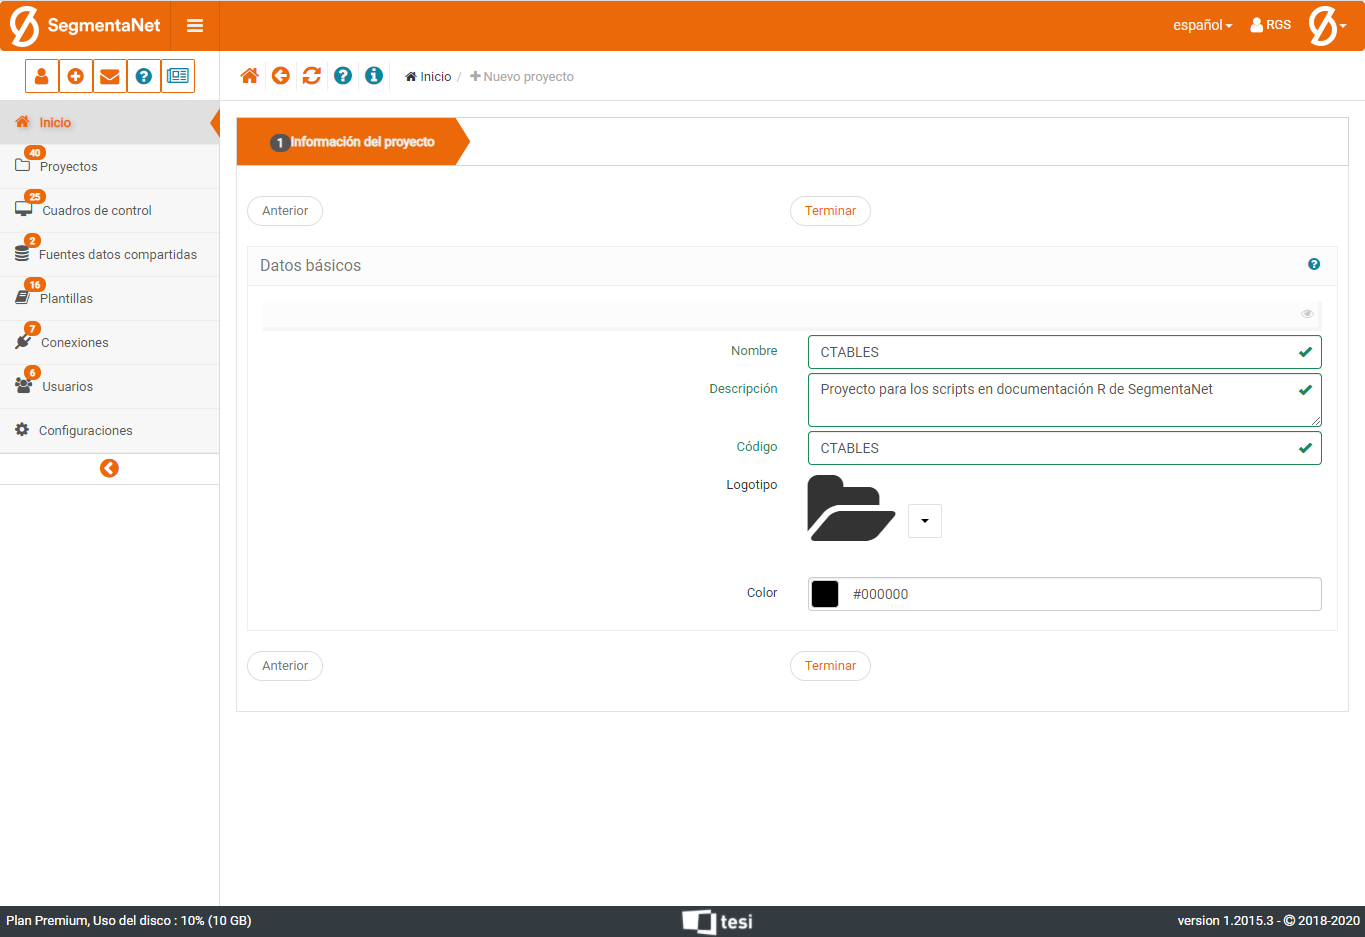 SegmentaNet
español
RGS
Inicio / Nuevo proyecto
Inicio
40
Proyectos
25
Cuadros de control
2
Fuentes datos compartidas
16
Plantillas
7
Conexiones
6
Usuarios
Configuraciones
1 Información del proyecto
Anterior
Terminar
Datos básicos
Nombre
CTABLES
Descripción
Proyecto para los scripts en documentación R de SegmentaNet
Código
CTABLES
Logotipo
Color
#000000
Anterior
Terminar
Plan Premium, Uso del disco : 10% (10 GB)
tesi
version 1.2015.3 - © 2018-2020